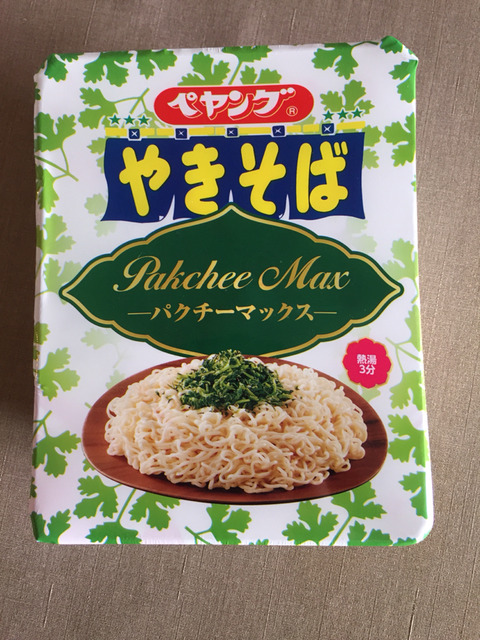 ペヤング®
やきそば
Pakchee Max
―パクチーマックス―
熱湯
3分